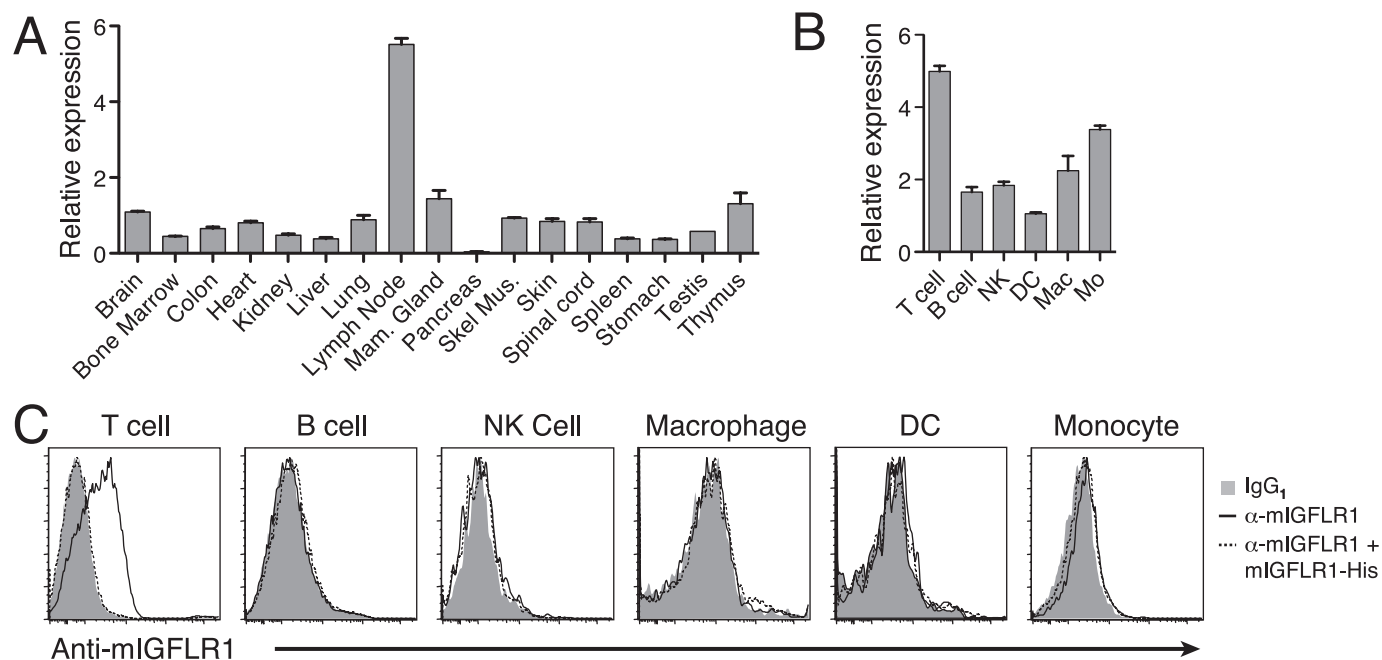 A
Relative expression
6
4
2
0
Brain
Bone Marrow
Colon
Heart
Kidney
Liver
Lung
Lymph Node
Mam. Gland
Pancreas
Skel Mus.
Skin
Spinal cord
Spleen
Stomach
Testis
Thymus
B
Relative expression
6
4
2
0
T cell
B cell
NK
DC
Mac
Mo
C
T cell
B cell
NK Cell
Macrophage
DC
Monocyte
IgG₁
α-mIGFLR1
α-mIGFLR1 +
mIGFLR1-His
Anti-mIGFLR1